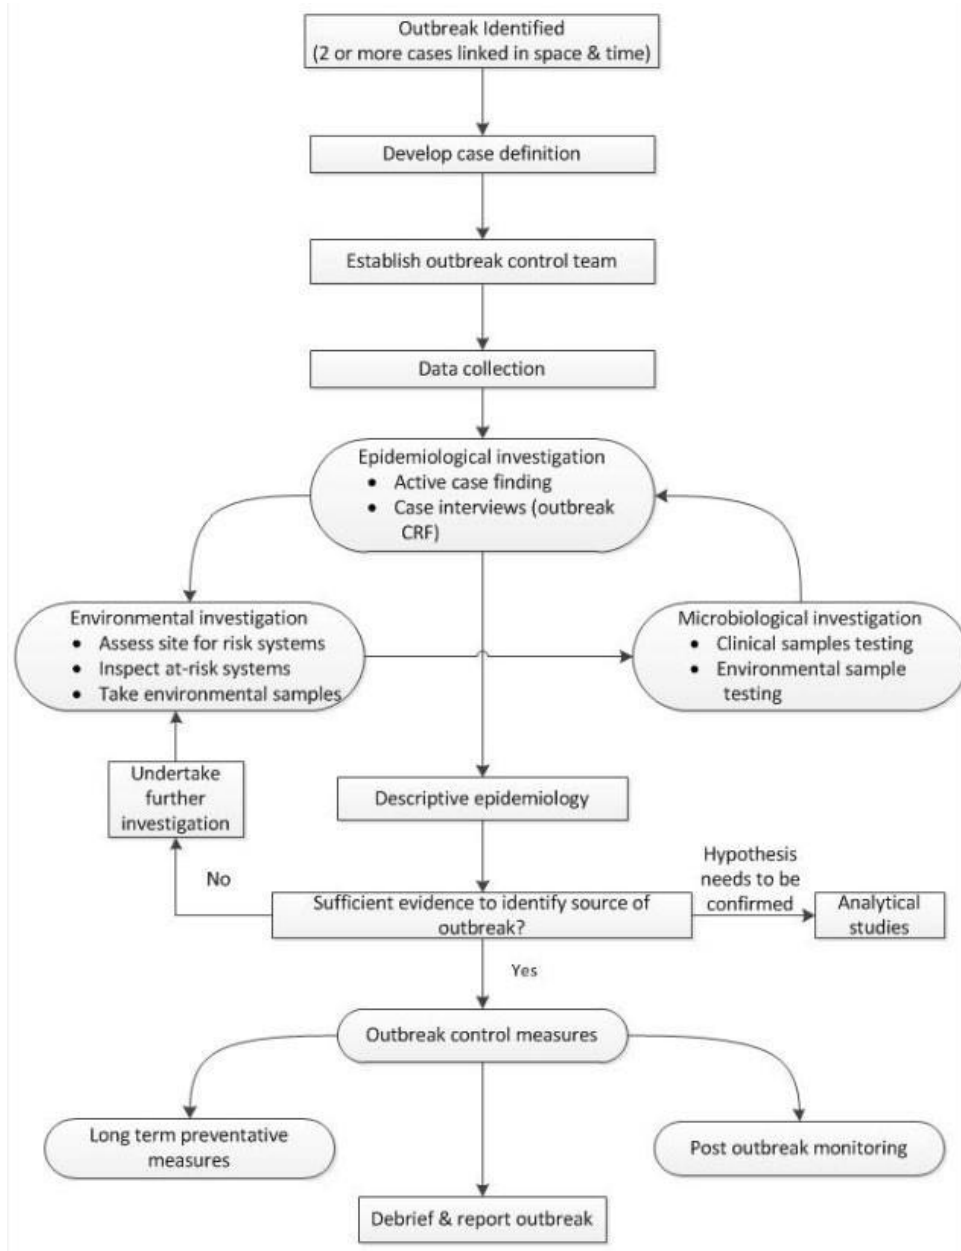 Outbreak Identified
(2 or more cases linked in space & time)
Develop case definition
Establish outbreak control team
Data collection
Epidemiological investigation
• Active case finding
• Case interviews (outbreak
CRF)
Environmental investigation
• Assess site for risk systems
• Inspect at-risk systems
• Take environmental samples
Microbiological investigation
• Clinical samples testing
• Environmental sample
testing
Undertake
further
investigation
Descriptive epidemiology
No
Hypothesis
needs to be
confirmed
Sufficient evidence to identify source of
outbreak?
Analytical
studies
Yes
Outbreak control measures
Long term preventative
measures
Post outbreak monitoring
Debrief & report outbreak